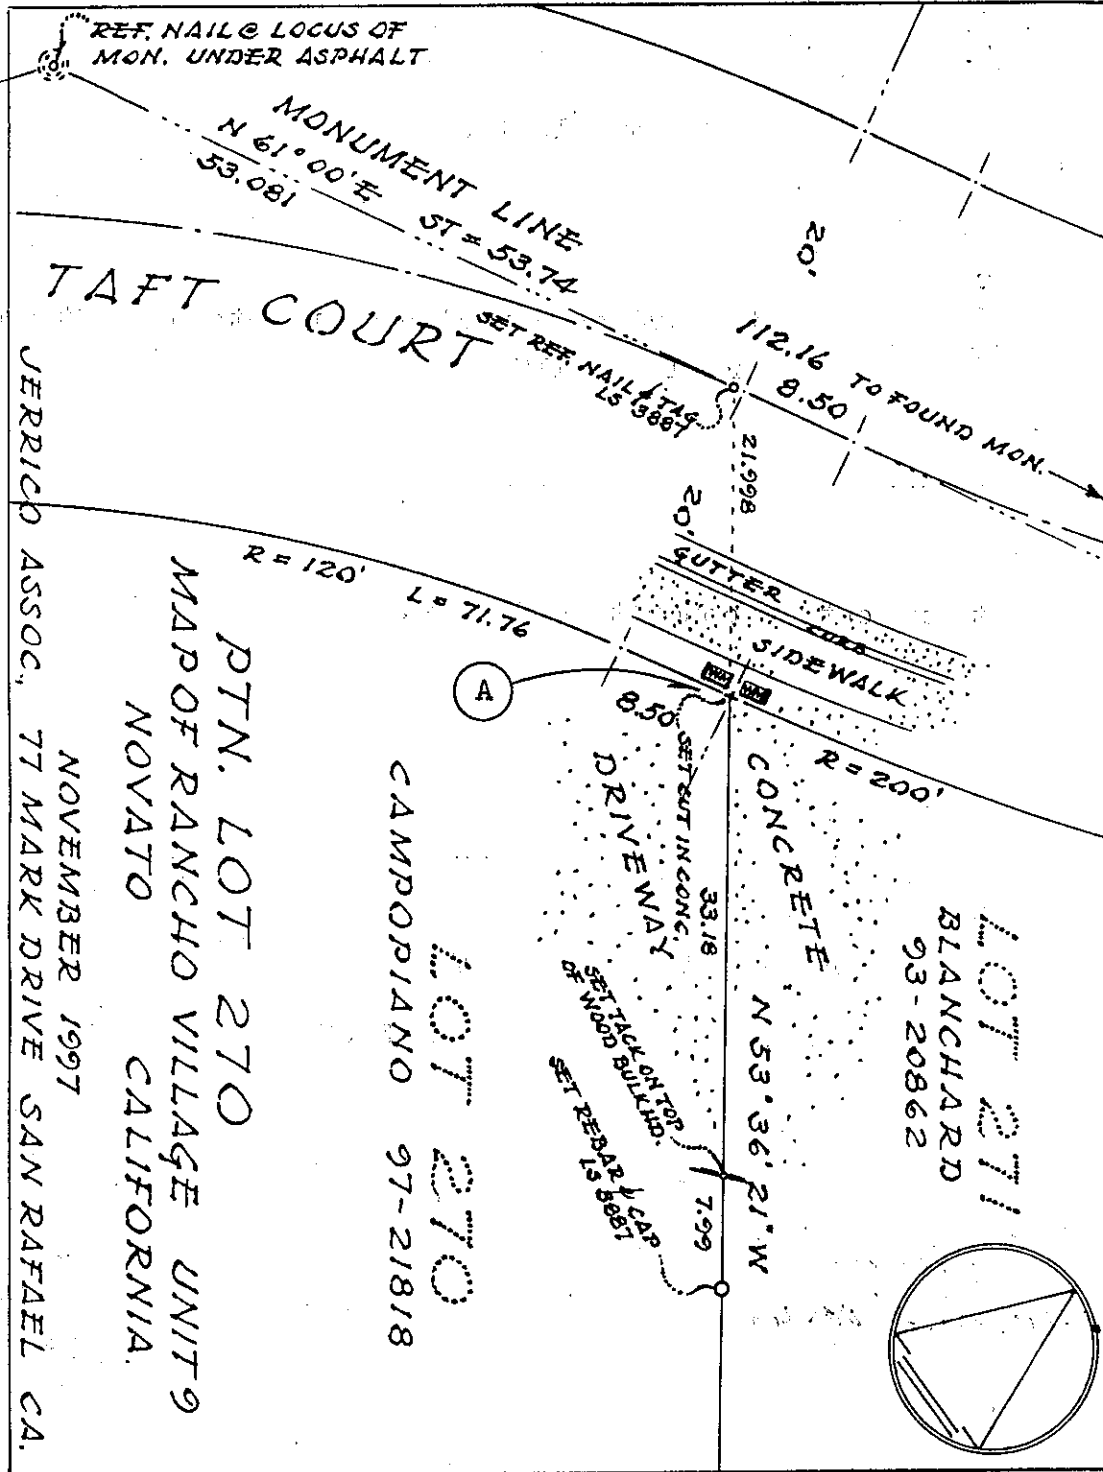 REF. NAIL @ LOCUS OF
MON. UNDER ASPHALT
MONUMENT LINE
N 61°00'E ST = 53.74
53.081
TAFT COURT
20'
112.16 TO FOUND MON.
8.50
SET REF. NAIL & TAG
LS 3887
21.998
20'
GUTTER
CURB
SIDEWALK
WM
WM
R = 120' L = 71.76
A
8.50
R = 200'
SET CUT IN CONC.
CONCRETE
DRIVEWAY
33.18
N 53°36'21" W
7.99
SET TACK ON TOP
OF WOOD BULKHD.
SET REBAR & CAP
LS 3887
LOT 271
BLANCHARD
93-20862
LOT 270
CAMPOPIANO 97-21818
PTN. LOT 270
MAP OF RANCHO VILLAGE UNIT 9
NOVATO CALIFORNIA.
NOVEMBER 1997
JERRICO ASSOC., 77 MARK DRIVE SAN RAFAEL CA.